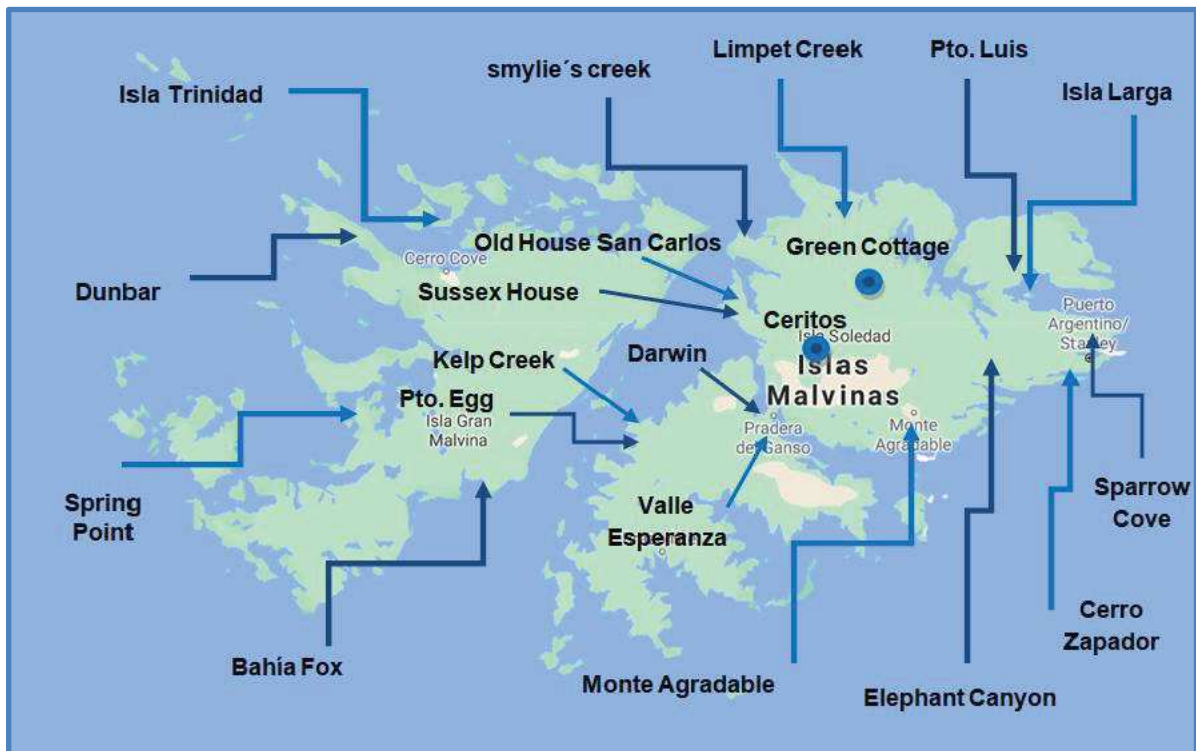 Limpet Creek
Pto. Luis
smylie´s creek
Isla Trinidad
Isla Larga
Old House San Carlos
Green Cottage
Cerro Cove
Dunbar
Sussex House
Puerto
Argentino/
Stanley
Ceritos
Isla Soledad
Kelp Creek
Darwin
Islas
Malvinas
Pto. Egg
Isla Gran
Malvina
Pradera
del Ganso
Monte
Agradable
Spring
Point
Valle
Esperanza
Sparrow
Cove
Cerro
Zapador
Bahía Fox
Monte Agradable
Elephant Canyon